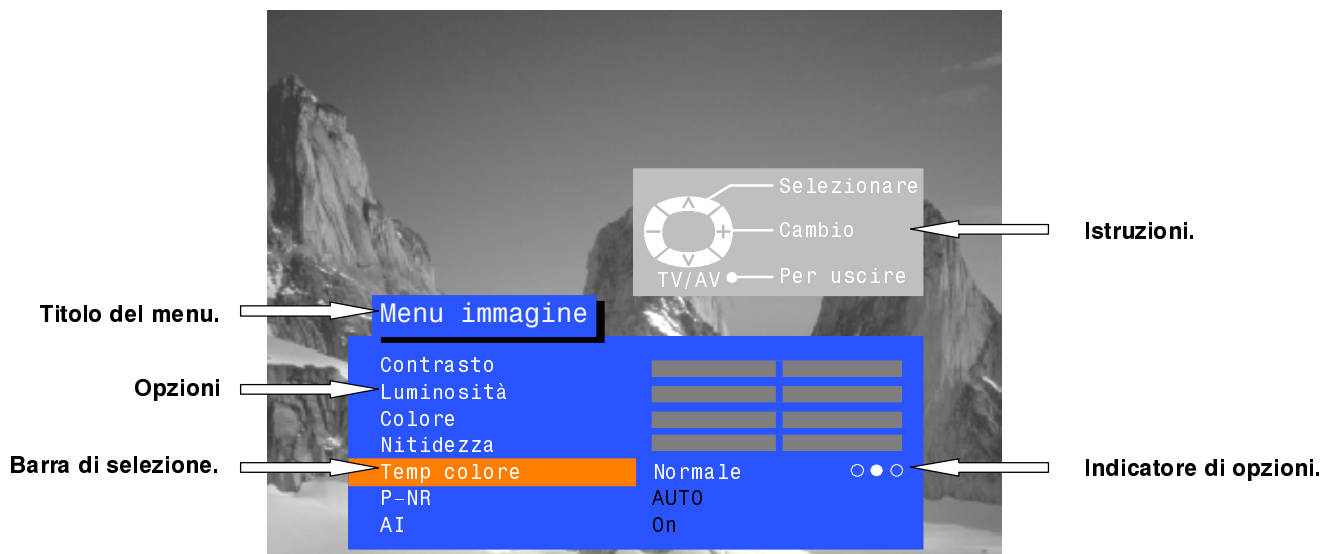 Selezionare
Cambio
TV/AV Per uscire
Istruzioni.
Titolo del menu.
Menu immagine
Contrasto
Opzioni
Luminosità
Colore
Nitidezza
Barra di selezione.
Temp colore Normale
Indicatore di opzioni.
P-NR AUTO
AI On